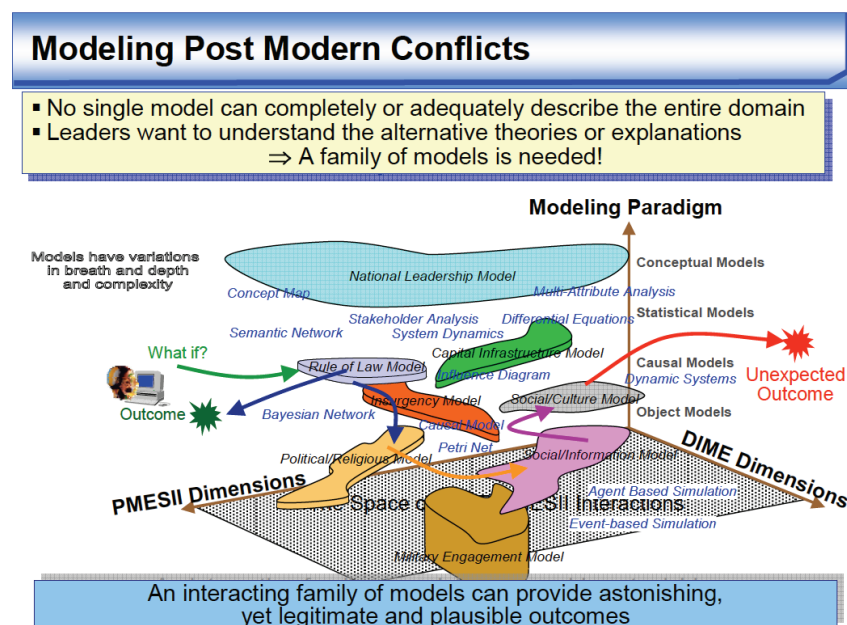 Modeling Post Modern Conflicts
▪ No single model can completely or adequately describe the entire domain
▪ Leaders want to understand the alternative theories or explanations
⇒ A family of models is needed!
Modeling Paradigm
Models have variations
in breath and depth
and complexity
Conceptual Models
National Leadership Model
Concept Map
Multi-Attribute Analysis
Statistical Models
Stakeholder Analysis
Differential Equations
Semantic Network
System Dynamics
What if?
Capital Infrastructure Model
Causal Models
Rule of Law Model
Influence Diagram
Dynamic Systems
Unexpected
Outcome
Insurgency Model
Social/Culture Model
Outcome
Bayesian Network
Object Models
Causal Model
Petri Net
DIME Dimensions
Political/Religious Model
Social/Information Model
PMESII Dimensions
Agent Based Simulation
Space o ESII Interactions
Event-based Simulation
Military Engagement Model
An interacting family of models can provide astonishing,
yet legitimate and plausible outcomes